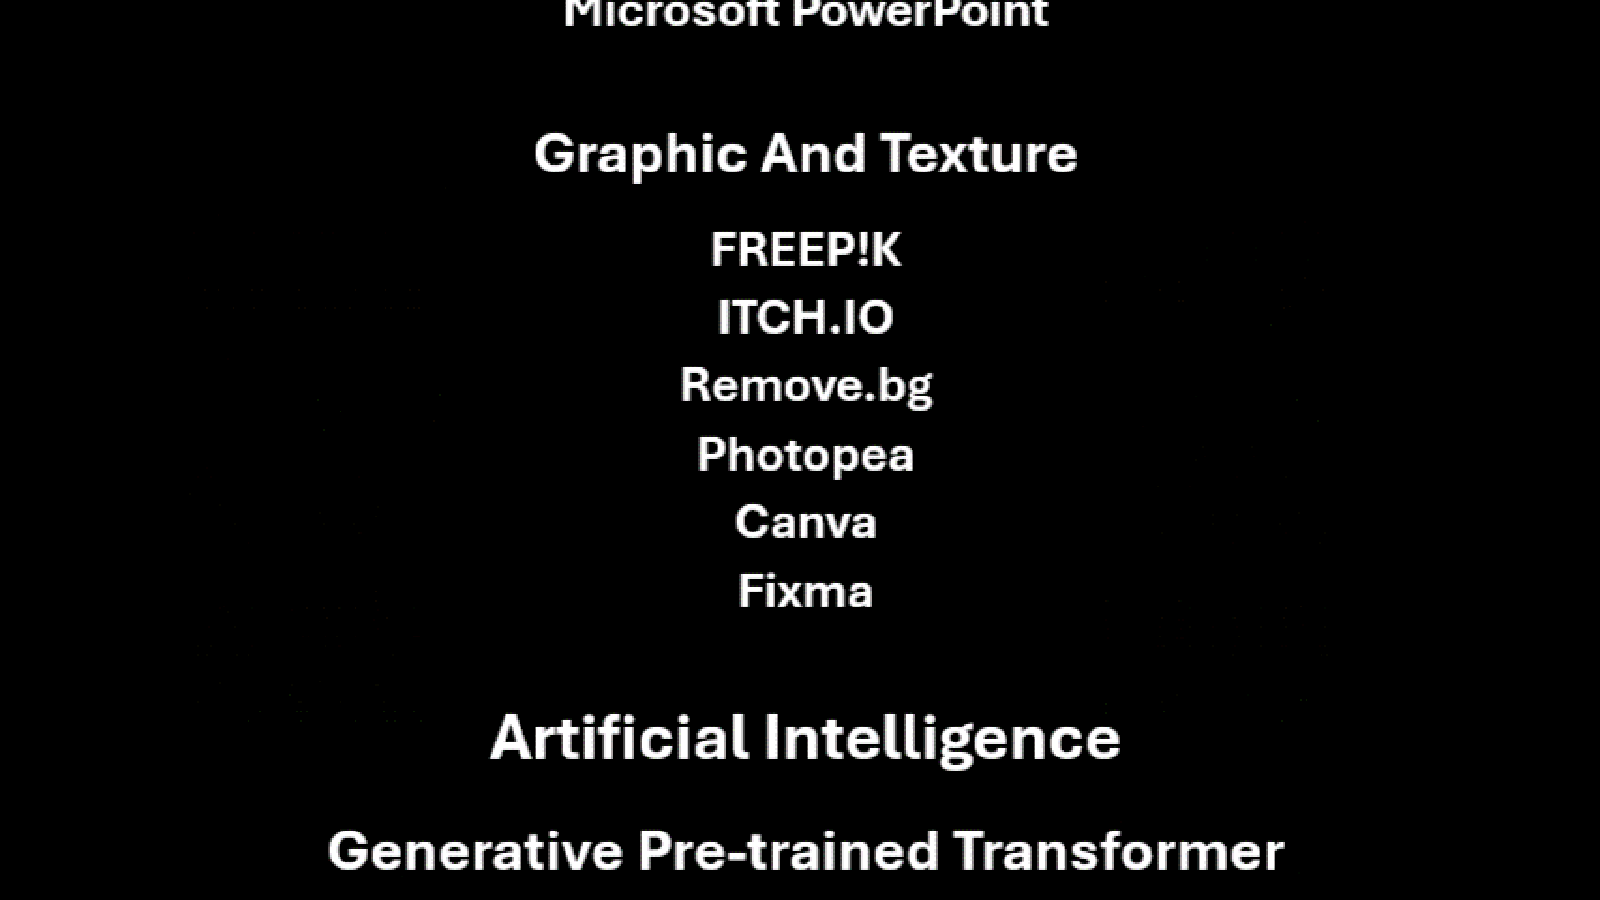 Microsoft PowerPoint
Graphic And Texture
FREEP!K
ITCH.IO
Remove.bg
Photopea
Canva
Fixma
Artificial Intelligence
Generative Pre-trained Transformer